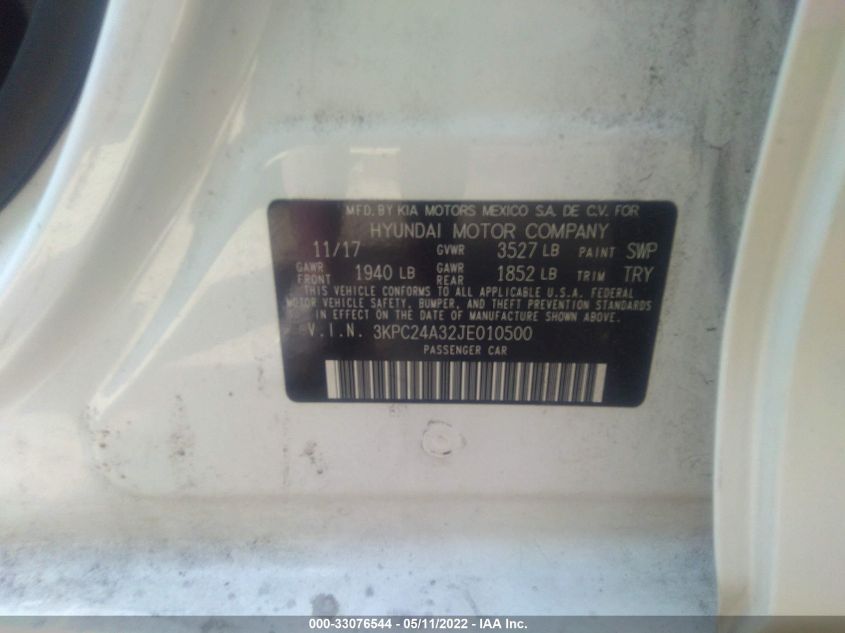 MFD. BY KIA MOTORS MEXICO S.A. DE C.V. FOR
HYUNDAI MOTOR COMPANY
11/17 GVWR 3527 LB PAINT SWP
GAWR FRONT 1940 LB GAWR REAR 1852 LB TRIM TRY
THIS VEHICLE CONFORMS TO ALL APPLICABLE U.S.A. FEDERAL
MOTOR VEHICLE SAFETY, BUMPER, AND THEFT PREVENTION STANDARDS
IN EFFECT ON THE DATE OF MANUFACTURE SHOWN ABOVE.
V.I.N. 3KPC24A32JE010500
PASSENGER CAR
000-33076544 - 05/11/2022 - IAA Inc.